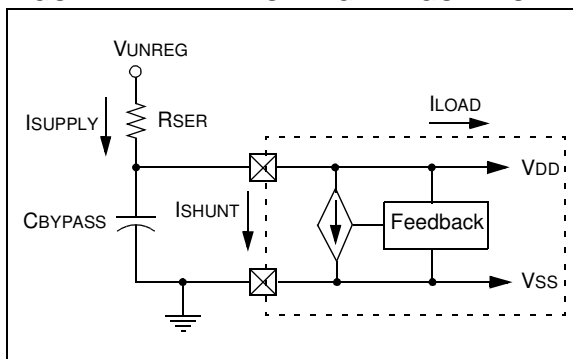 VUNREG
ISUPPLY
RSER
ILOAD
VDD
CBYPASS
ISHUNT
Feedback
VSS